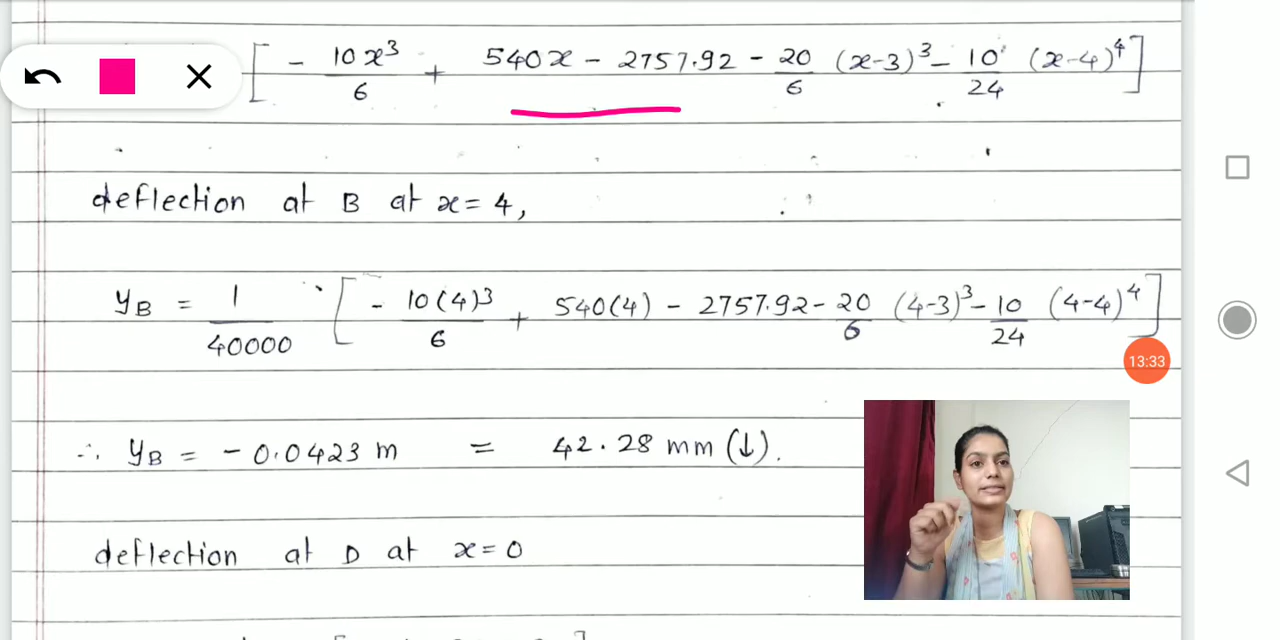 [ - 10x³/6 + 540x - 2757.92 - 20/6 (x-3)³ - 10/24 (x-4)⁴ ]
deflection at B at x = 4,
yB = 1/40000 [ - 10(4)³/6 + 540(4) - 2757.92 - 20/6 (4-3)³ - 10/24 (4-4)⁴ ]
13:33
∴ yB = - 0.0423 m = 42.28 mm (↓).
deflection at D at x = 0